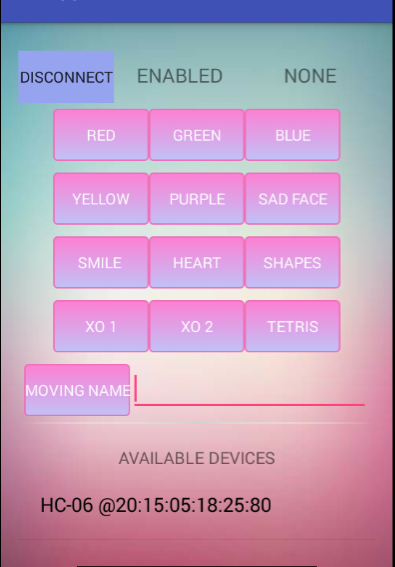 DISCONNECT ENABLED NONE
RED GREEN BLUE
YELLOW PURPLE SAD FACE
SMILE HEART SHAPES
XO 1 XO 2 TETRIS
MOVING NAME
AVAILABLE DEVICES
HC-06 @20:15:05:18:25:80